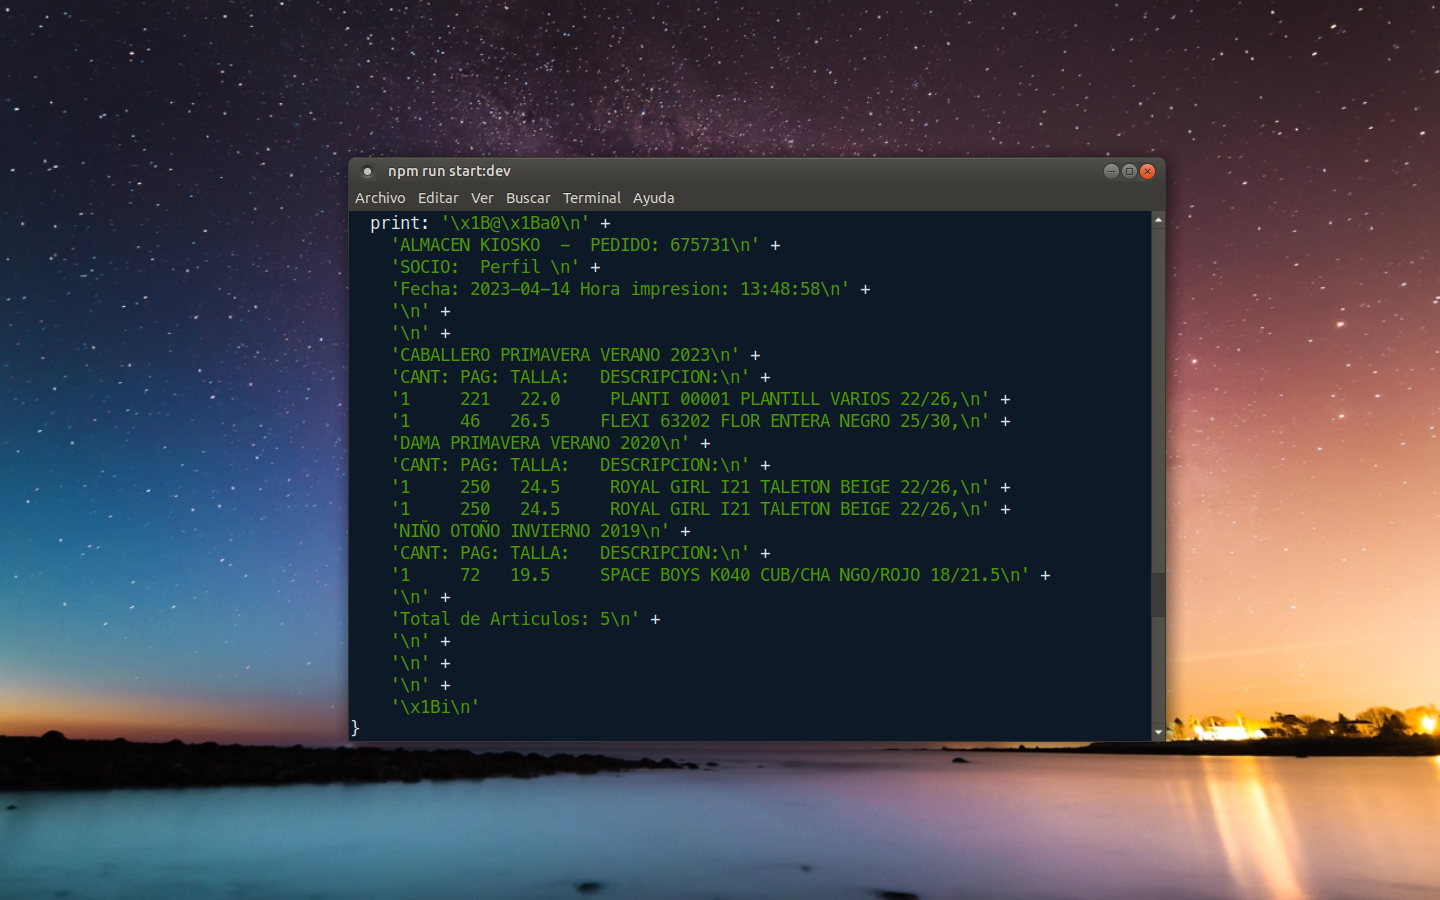 npm run start:dev
Archivo Editar Ver Buscar Terminal Ayuda
print: '\x1B@\x1Ba0\n' +
'ALMACEN KIOSKO  -  PEDIDO: 675731\n' +
'SOCIO:  Perfil \n' +
'Fecha: 2023-04-14 Hora impresion: 13:48:58\n' +
'\n' +
'\n' +
'CABALLERO PRIMAVERA VERANO 2023\n' +
'CANT: PAG: TALLA:   DESCRIPCION:\n' +
'1     221   22.0     PLANTI 00001 PLANTILL VARIOS 22/26,\n' +
'1     46   26.5     FLEXI 63202 FLOR ENTERA NEGRO 25/30,\n' +
'DAMA PRIMAVERA VERANO 2020\n' +
'CANT: PAG: TALLA:   DESCRIPCION:\n' +
'1     250   24.5     ROYAL GIRL I21 TALETON BEIGE 22/26,\n' +
'1     250   24.5     ROYAL GIRL I21 TALETON BEIGE 22/26,\n' +
'NIÑO OTOÑO INVIERNO 2019\n' +
'CANT: PAG: TALLA:   DESCRIPCION:\n' +
'1     72   19.5     SPACE BOYS K040 CUB/CHA NGO/ROJO 18/21.5\n' +
'\n' +
'Total de Articulos: 5\n' +
'\n' +
'\n' +
'\n' +
'\x1Bi\n'
}